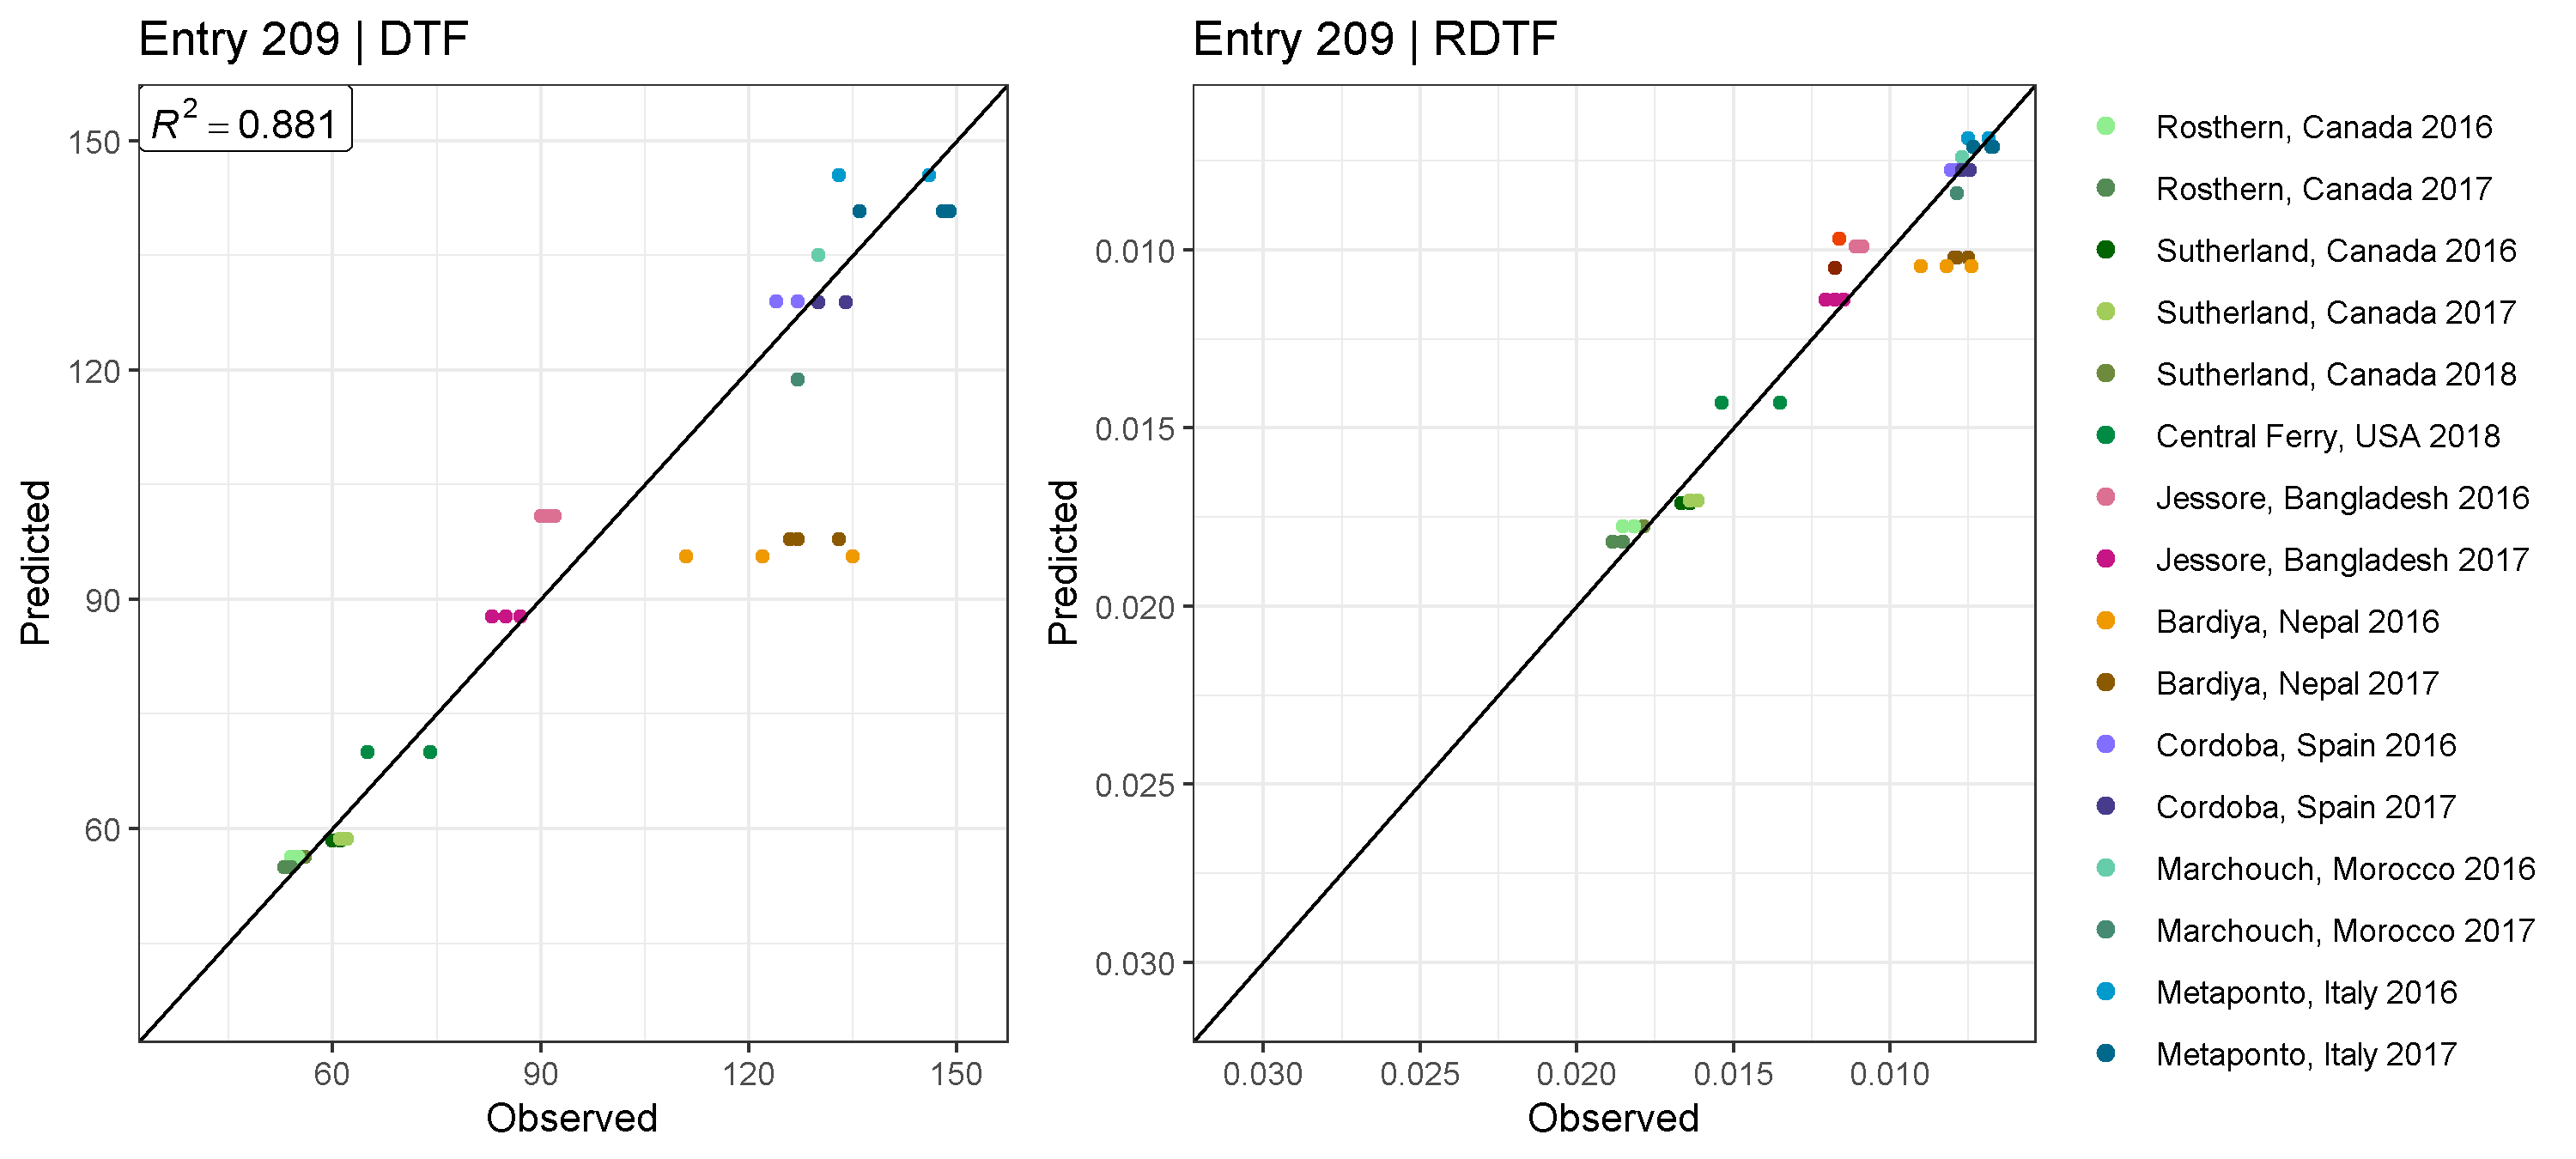 Entry 209 | DTF
R² = 0.881
150
120
90
60
Predicted
60 90 120 150
Observed
Entry 209 | RDTF
0.010
0.015
0.020
0.025
0.030
Predicted
0.030 0.025 0.020 0.015 0.010
Observed
Rosthern, Canada 2016
Rosthern, Canada 2017
Sutherland, Canada 2016
Sutherland, Canada 2017
Sutherland, Canada 2018
Central Ferry, USA 2018
Jessore, Bangladesh 2016
Jessore, Bangladesh 2017
Bardiya, Nepal 2016
Bardiya, Nepal 2017
Cordoba, Spain 2016
Cordoba, Spain 2017
Marchouch, Morocco 2016
Marchouch, Morocco 2017
Metaponto, Italy 2016
Metaponto, Italy 2017